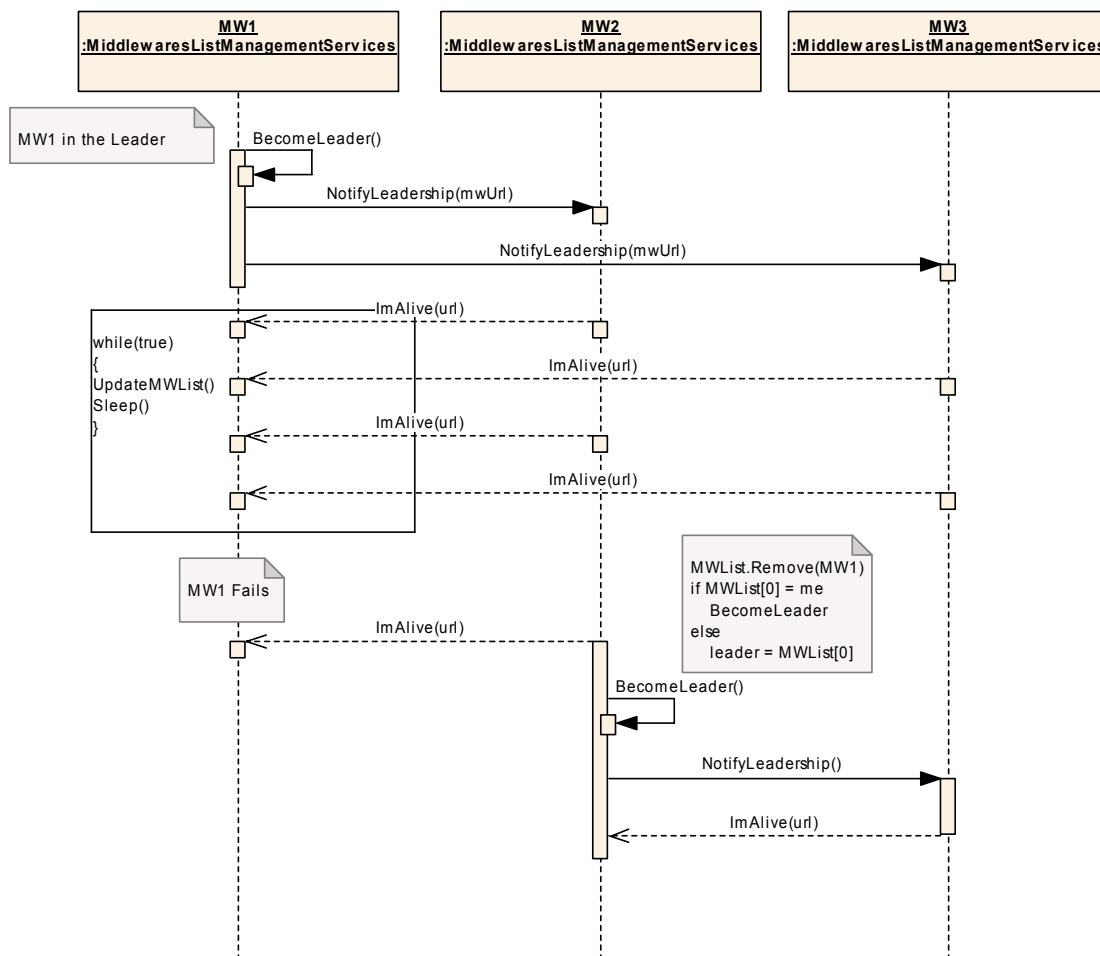 MW1
:MiddlewaresListManagementServices
MW2
:MiddlewaresListManagementServices
MW3
:MiddlewaresListManagementServices
MW1 in the Leader
BecomeLeader()
NotifyLeadership(mwUrl)
NotifyLeadership(mwUrl)
ImAlive(url)
while(true)
{
UpdateMWList()
Sleep()
}
ImAlive(url)
ImAlive(url)
ImAlive(url)
MWList.Remove(MW1)
if MWList[0] = me
BecomeLeader
else
leader = MWList[0]
MW1 Fails
ImAlive(url)
BecomeLeader()
NotifyLeadership()
ImAlive(url)